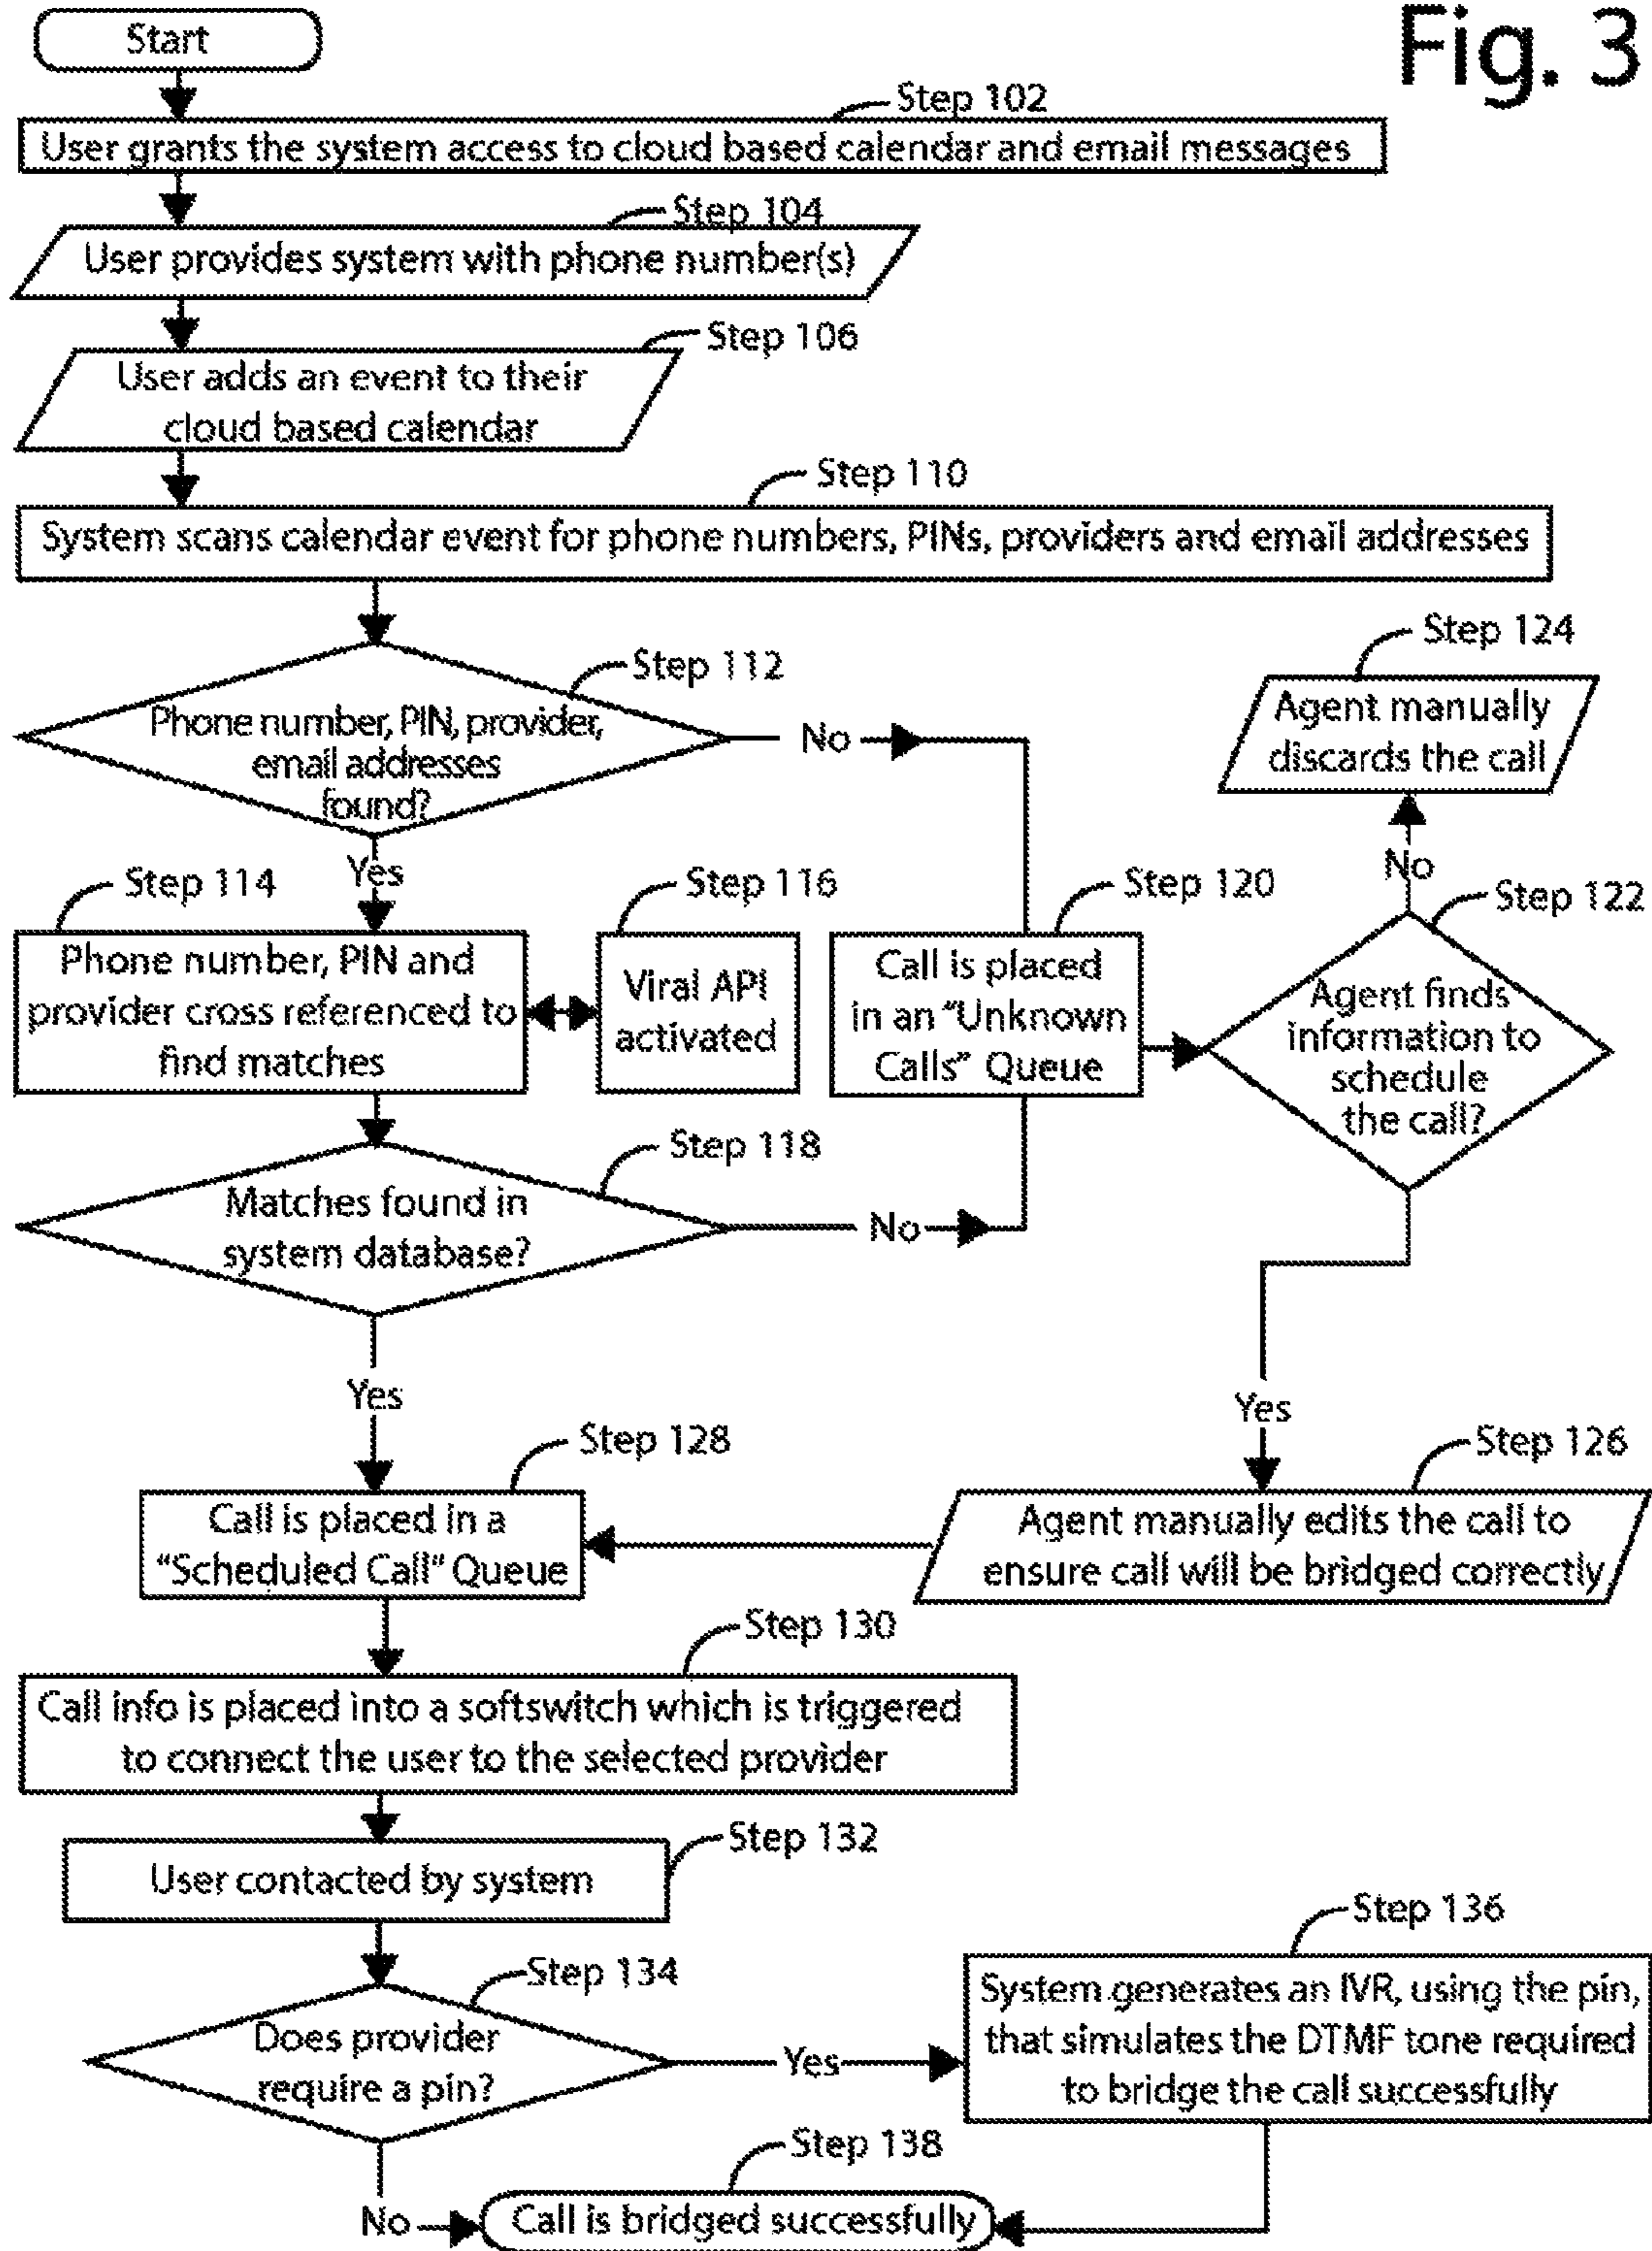 Fig. 3
Start
Step 102
User grants the system access to cloud based calendar and email messages
Step 104
User provides system with phone number(s)
Step 106
User adds an event to their
cloud based calendar
Step 110
System scans calendar event for phone numbers, PINs, providers and email addresses
Step 112
Phone number, PIN, provider,
email addresses
found?
No
Yes
Step 124
Agent manually
discards the call
No
Step 114
Phone number, PIN and
provider cross referenced to
find matches
Step 116
Viral API
activated
Step 120
Call is placed
in an "Unknown
Calls" Queue
Step 122
Agent finds
information to
schedule
the call?
Step 118
Matches found in
system database?
No
Yes
Yes
Step 128
Call is placed in a
"Scheduled Call" Queue
Step 126
Agent manually edits the call to
ensure call will be bridged correctly
Step 130
Call info is placed into a softswitch which is triggered
to connect the user to the selected provider
Step 132
User contacted by system
Step 134
Does provider
require a pin?
Yes
Step 136
System generates an IVR, using the pin,
that simulates the DTMF tone required
to bridge the call successfully
No
Step 138
Call is bridged successfully